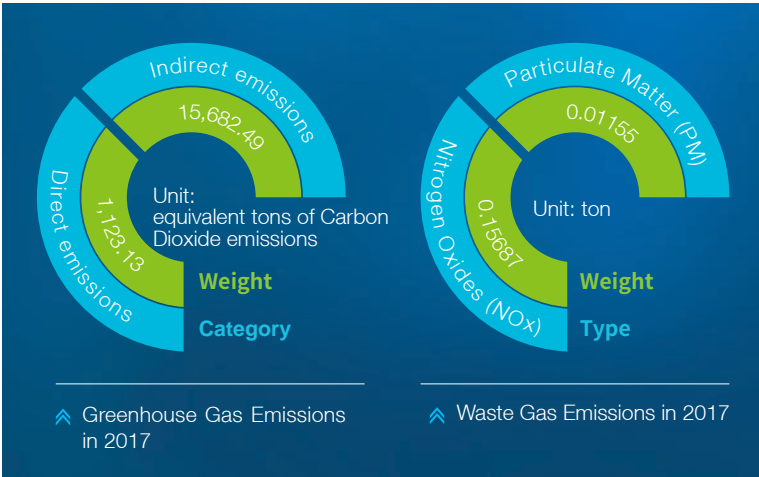 Indirect emissions
15,682.49
Direct emissions
1,123.13
Unit:
equivalent tons of Carbon
Dioxide emissions
Weight
Category
Greenhouse Gas Emissions
in 2017
Particulate Matter (PM)
0.01155
Nitrogen Oxides (NOx)
0.15687
Unit: ton
Weight
Type
Waste Gas Emissions in 2017